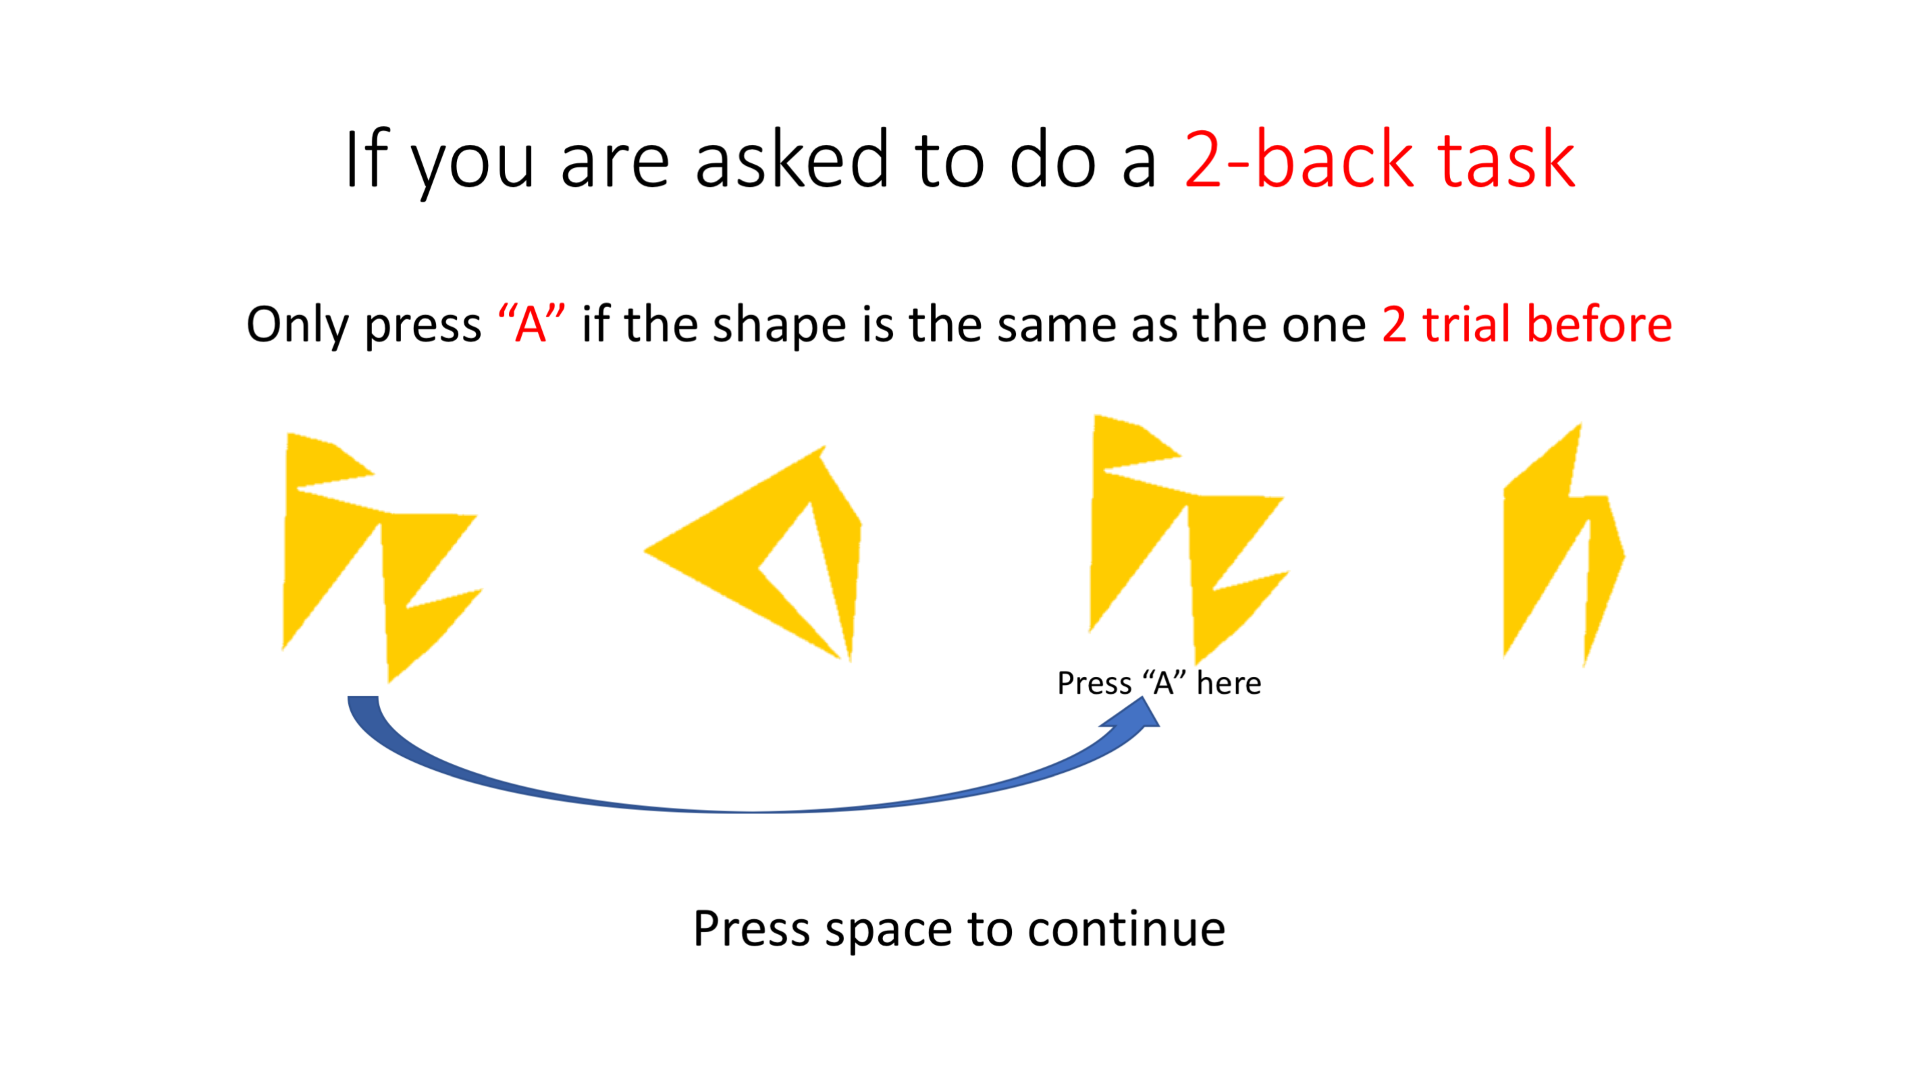 If you are asked to do a 2-back task
Only press “A” if the shape is the same as the one 2 trial before
Press “A” here
Press space to continue